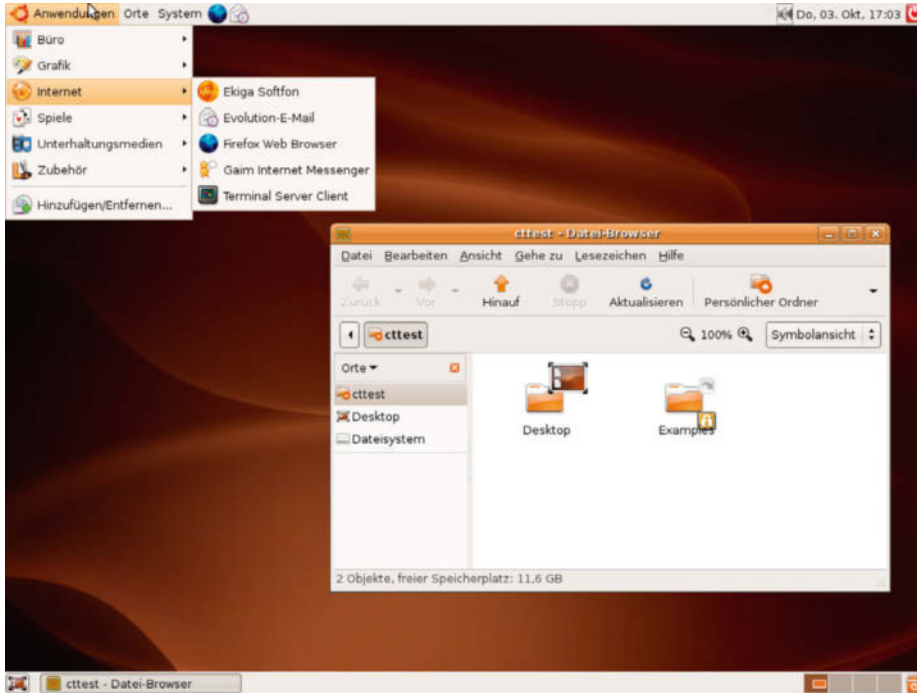 Anwendungen Orte System
Do, 03. Okt, 17:03
Büro
Grafik
Internet
Spiele
Unterhaltungsmedien
Zubehör
Hinzufügen/Entfernen...
Ekiga Softfon
Evolution-E-Mail
Firefox Web Browser
Gaim Internet Messenger
Terminal Server Client
cttest - Datei-Browser
Datei Bearbeiten Ansicht Gehe zu Lesezeichen Hilfe
Zurück Vor Hinauf Stopp Aktualisieren Persönlicher Ordner
cttest 100% Symbolansicht
Orte
cttest
Desktop
Dateisystem
Desktop Examples
2 Objekte, freier Speicherplatz: 11,6 GB
cttest - Datei-Browser